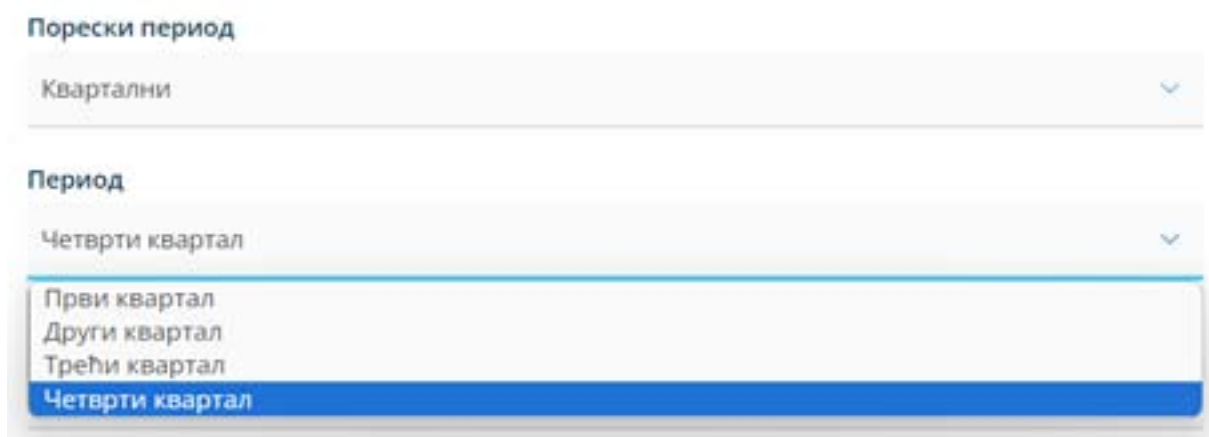 Порески период
Квартални
Период
Четврти квартал
Први квартал
Други квартал
Трећи квартал
Четврти квартал